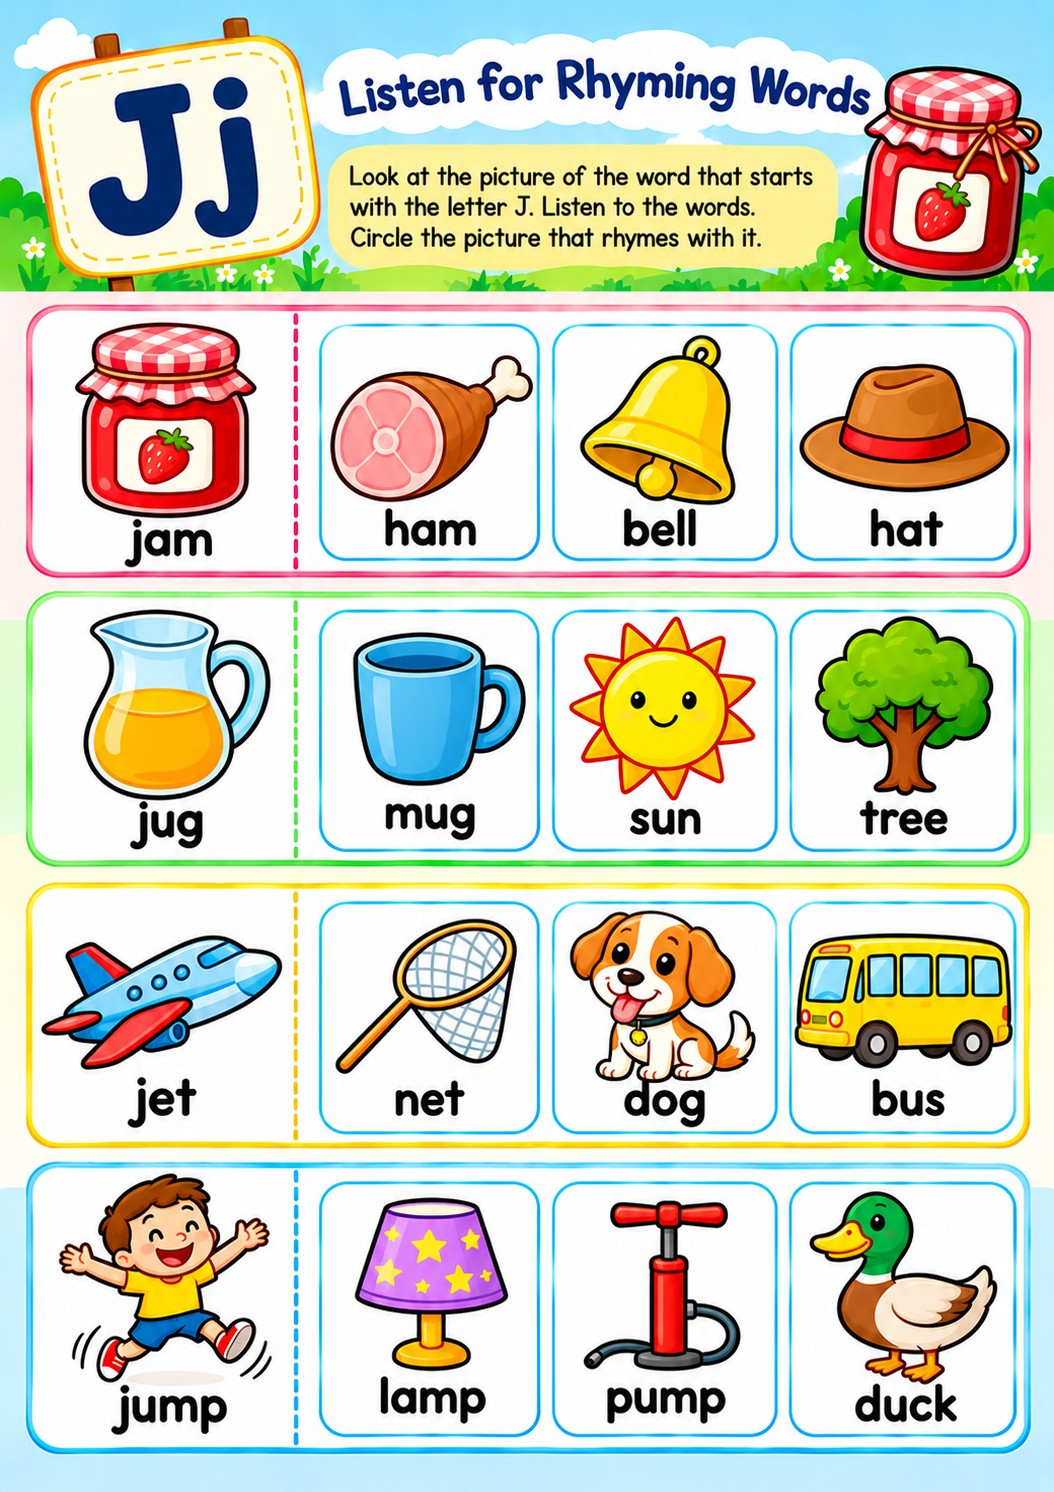 Jj
Listen for Rhyming Words
Look at the picture of the word that starts
with the letter J. Listen to the words.
Circle the picture that rhymes with it.
jam
ham
bell
hat
jug
mug
sun
tree
jet
net
dog
bus
jump
lamp
pump
duck